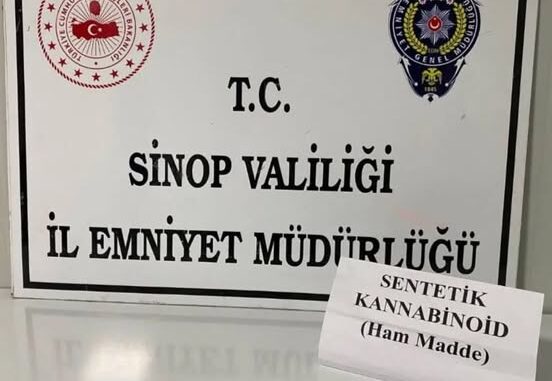 T.C.
SİNOP VALİLİĞİ
İL EMNİYET MÜDÜRLÜĞÜ
SENTETİK
KANNABİNOİD
(Ham Madde)